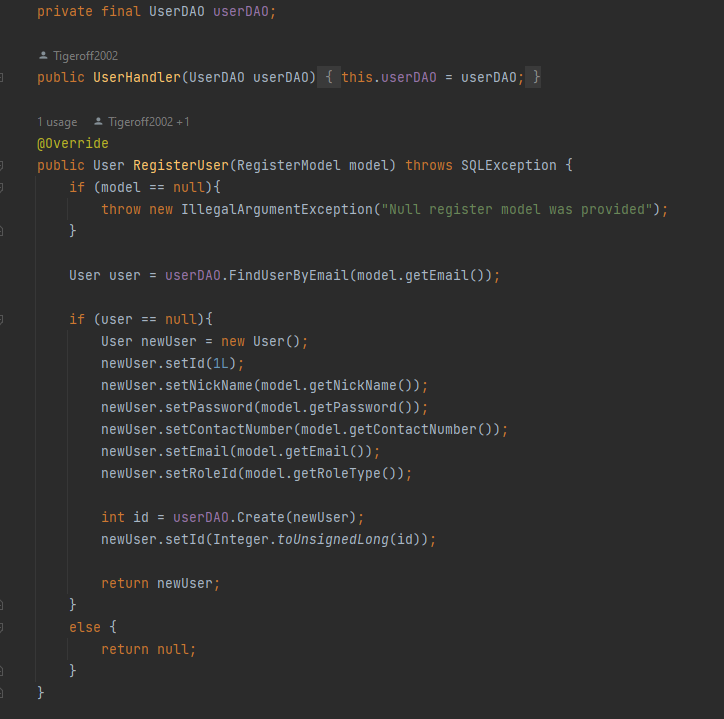 private final UserDAO userDAO;
Tigeroff2002
public UserHandler(UserDAO userDAO) { this.userDAO = userDAO; }
1 usage Tigeroff2002 +1
@Override
public User RegisterUser(RegisterModel model) throws SQLException {
if (model == null){
throw new IllegalArgumentException("Null register model was provided");
}
User user = userDAO.FindUserByEmail(model.getEmail());
if (user == null){
User newUser = new User();
newUser.setId(1L);
newUser.setNickName(model.getNickName());
newUser.setPassword(model.getPassword());
newUser.setContactNumber(model.getContactNumber());
newUser.setEmail(model.getEmail());
newUser.setRoleId(model.getRoleType());
int id = userDAO.Create(newUser);
newUser.setId(Integer.toUnsignedLong(id));
return newUser;
}
else {
return null;
}
}